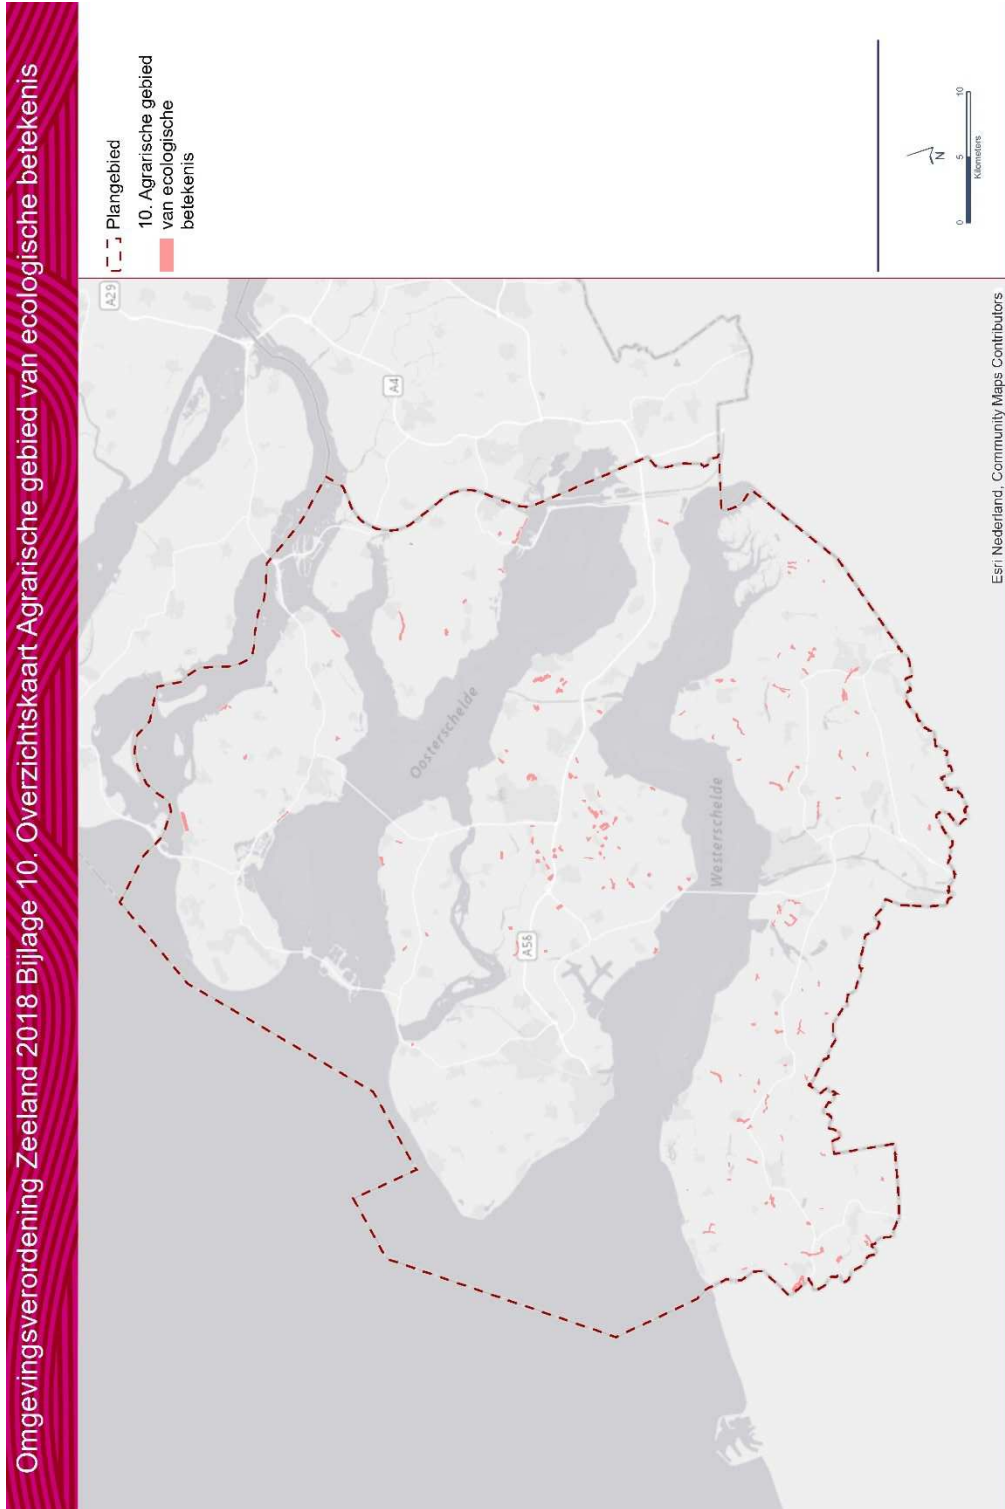 Omgevingsverordening Zeeland 2018 Bijlage 10. Overzichtskaart Agrarische gebied van ecologische betekenis
Plangebied
10. Agrarische gebied
van ecologische
betekenis
A29
A4
Oosterschelde
A58
Westerschelde
N
0 5 10
Kilometers
Esri Nederland, Community Maps Contributors